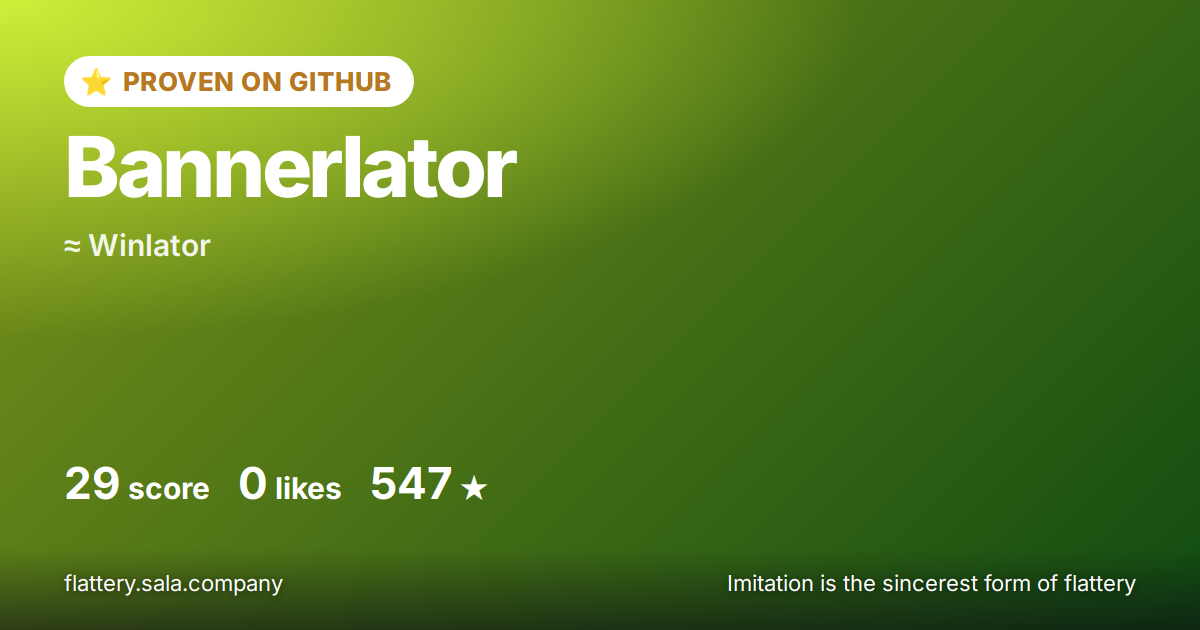 ⭐ PROVEN ON GITHUB
Bannerlator
≈ Winlator
29 score 0 likes 547 ★
flattery.sala.company
Imitation is the sincerest form of flattery